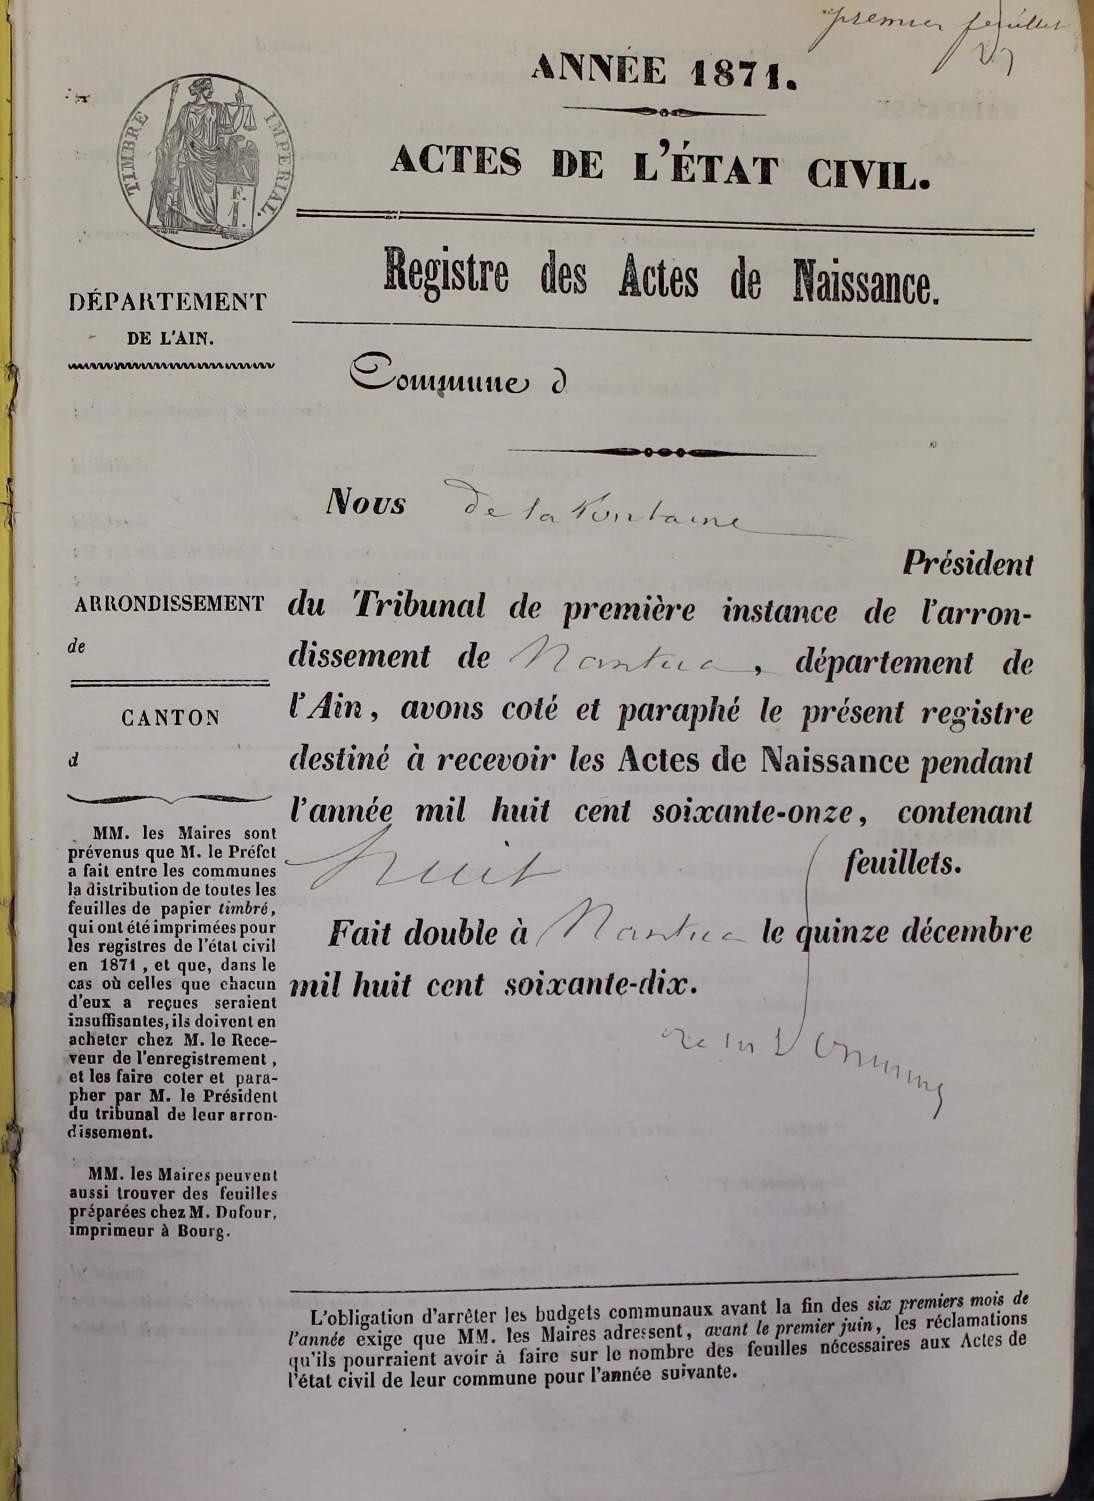 premier feuillet
ANNÉE 1871.
ACTES DE L'ÉTAT CIVIL.
TIMBRE IMPERIAL.
Registre des Actes de Naissance.
DÉPARTEMENT
DE L'AIN.
Commune d
Nous de la Fontaine
Président
du Tribunal de première instance de l'arron-
dissement de Nantua, département de
l'Ain, avons coté et paraphé le présent registre
destiné à recevoir les Actes de Naissance pendant
l'année mil huit cent soixante-onze, contenant
huit feuillets.
Fait double à Nantua le quinze décembre
mil huit cent soixante-dix.
ARRONDISSEMENT
de
CANTON
d
MM. les Maires sont
prévenus que M. le Préfet
a fait entre les communes
la distribution de toutes les
feuilles de papier timbré,
qui ont été imprimées pour
les registres de l'état civil
en 1871, et que, dans le
cas où celles que chacun
d'eux a reçues seraient
insuffisantes, ils doivent en
acheter chez M. le Rece-
veur de l'enregistrement,
et les faire coter et para-
pher par M. le Président
du tribunal de leur arron-
dissement.
MM. les Maires peuvent
aussi trouver des feuilles
préparées chez M. Dufour,
imprimeur à Bourg.
L'obligation d'arrêter les budgets communaux avant la fin des six premiers mois de
l'année exige que MM. les Maires adressent, avant le premier juin, les réclamations
qu'ils pourraient avoir à faire sur le nombre des feuilles nécessaires aux Actes de
l'état civil de leur commune pour l'année suivante.